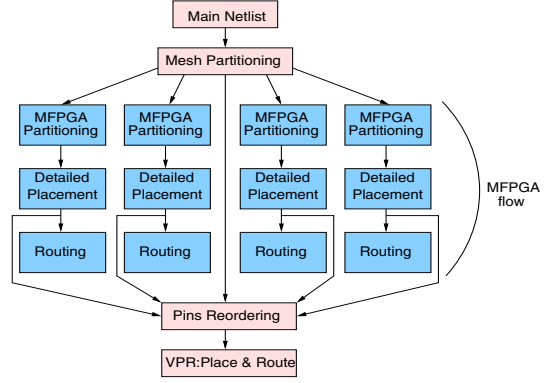 Main Netlist
Mesh Partitioning
MFPGA
Partitioning
MFPGA
Partitioning
MFPGA
Partitioning
MFPGA
Partitioning
Detailed
Placement
Detailed
Placement
Detailed
Placement
Detailed
Placement
MFPGA
flow
Routing
Routing
Routing
Routing
Pins Reordering
VPR:Place & Route